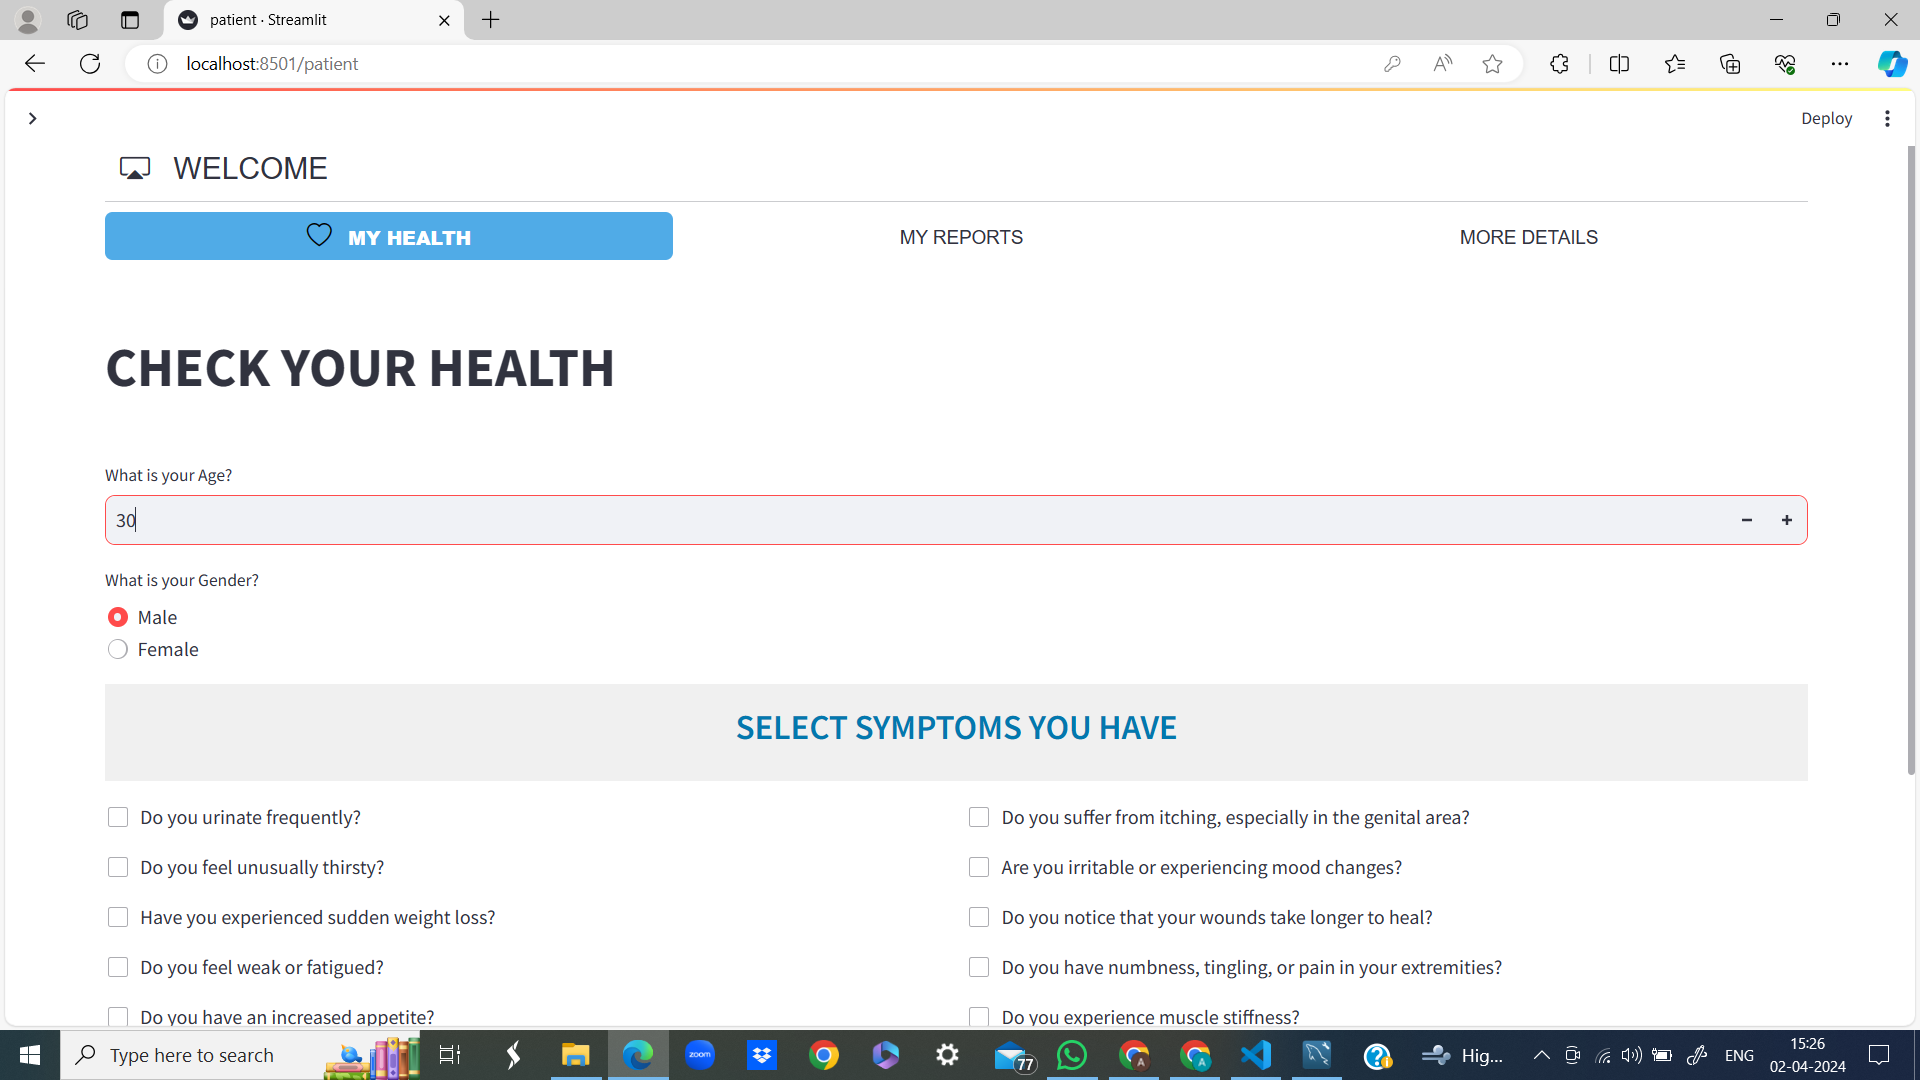 patient · Streamlit
localhost:8501/patient
Deploy
WELCOME
MY HEALTH
MY REPORTS
MORE DETAILS
CHECK YOUR HEALTH
What is your Age?
30
What is your Gender?
Male
Female
SELECT SYMPTOMS YOU HAVE
Do you urinate frequently?
Do you suffer from itching, especially in the genital area?
Do you feel unusually thirsty?
Are you irritable or experiencing mood changes?
Have you experienced sudden weight loss?
Do you notice that your wounds take longer to heal?
Do you feel weak or fatigued?
Do you have numbness, tingling, or pain in your extremities?
Do you have an increased appetite?
Do you experience muscle stiffness?
Type here to search
zoom
77
A
A
Hig...
ENG
15:26
02-04-2024